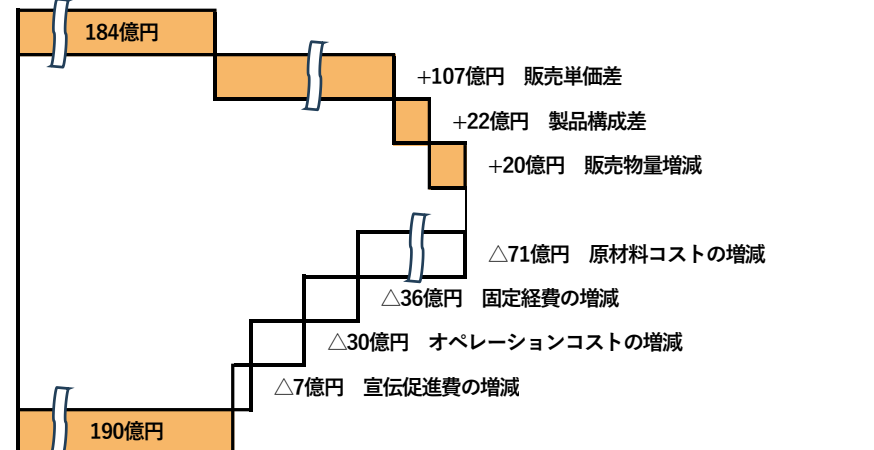 184億円
+107億円　販売単価差
+22億円　製品構成差
+20億円　販売物量増減
△71億円　原材料コストの増減
△36億円　固定経費の増減
△30億円　オペレーションコストの増減
△7億円　宣伝促進費の増減
190億円